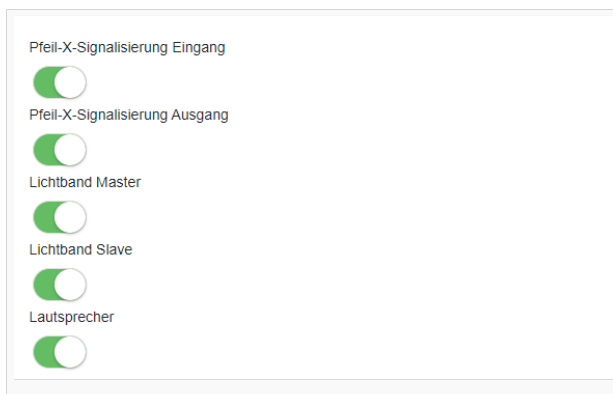 Pfeil-X-Signalisierung Eingang
Pfeil-X-Signalisierung Ausgang
Lichtband Master
Lichtband Slave
Lautsprecher